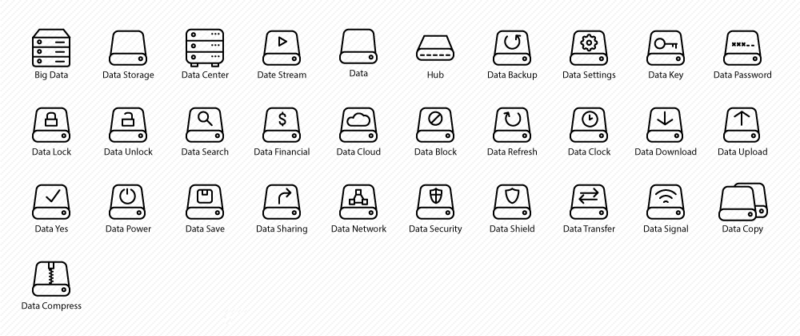 Big Data Data Storage Data Center Date Stream Data Hub Data Backup Data Settings Data Key Data Password
Data Lock Data Unlock Data Search Data Financial Data Cloud Data Block Data Refresh Data Clock Data Download Data Upload
Data Yes Data Power Data Save Data Sharing Data Network Data Security Data Shield Data Transfer Data Signal Data Copy
Data Compress